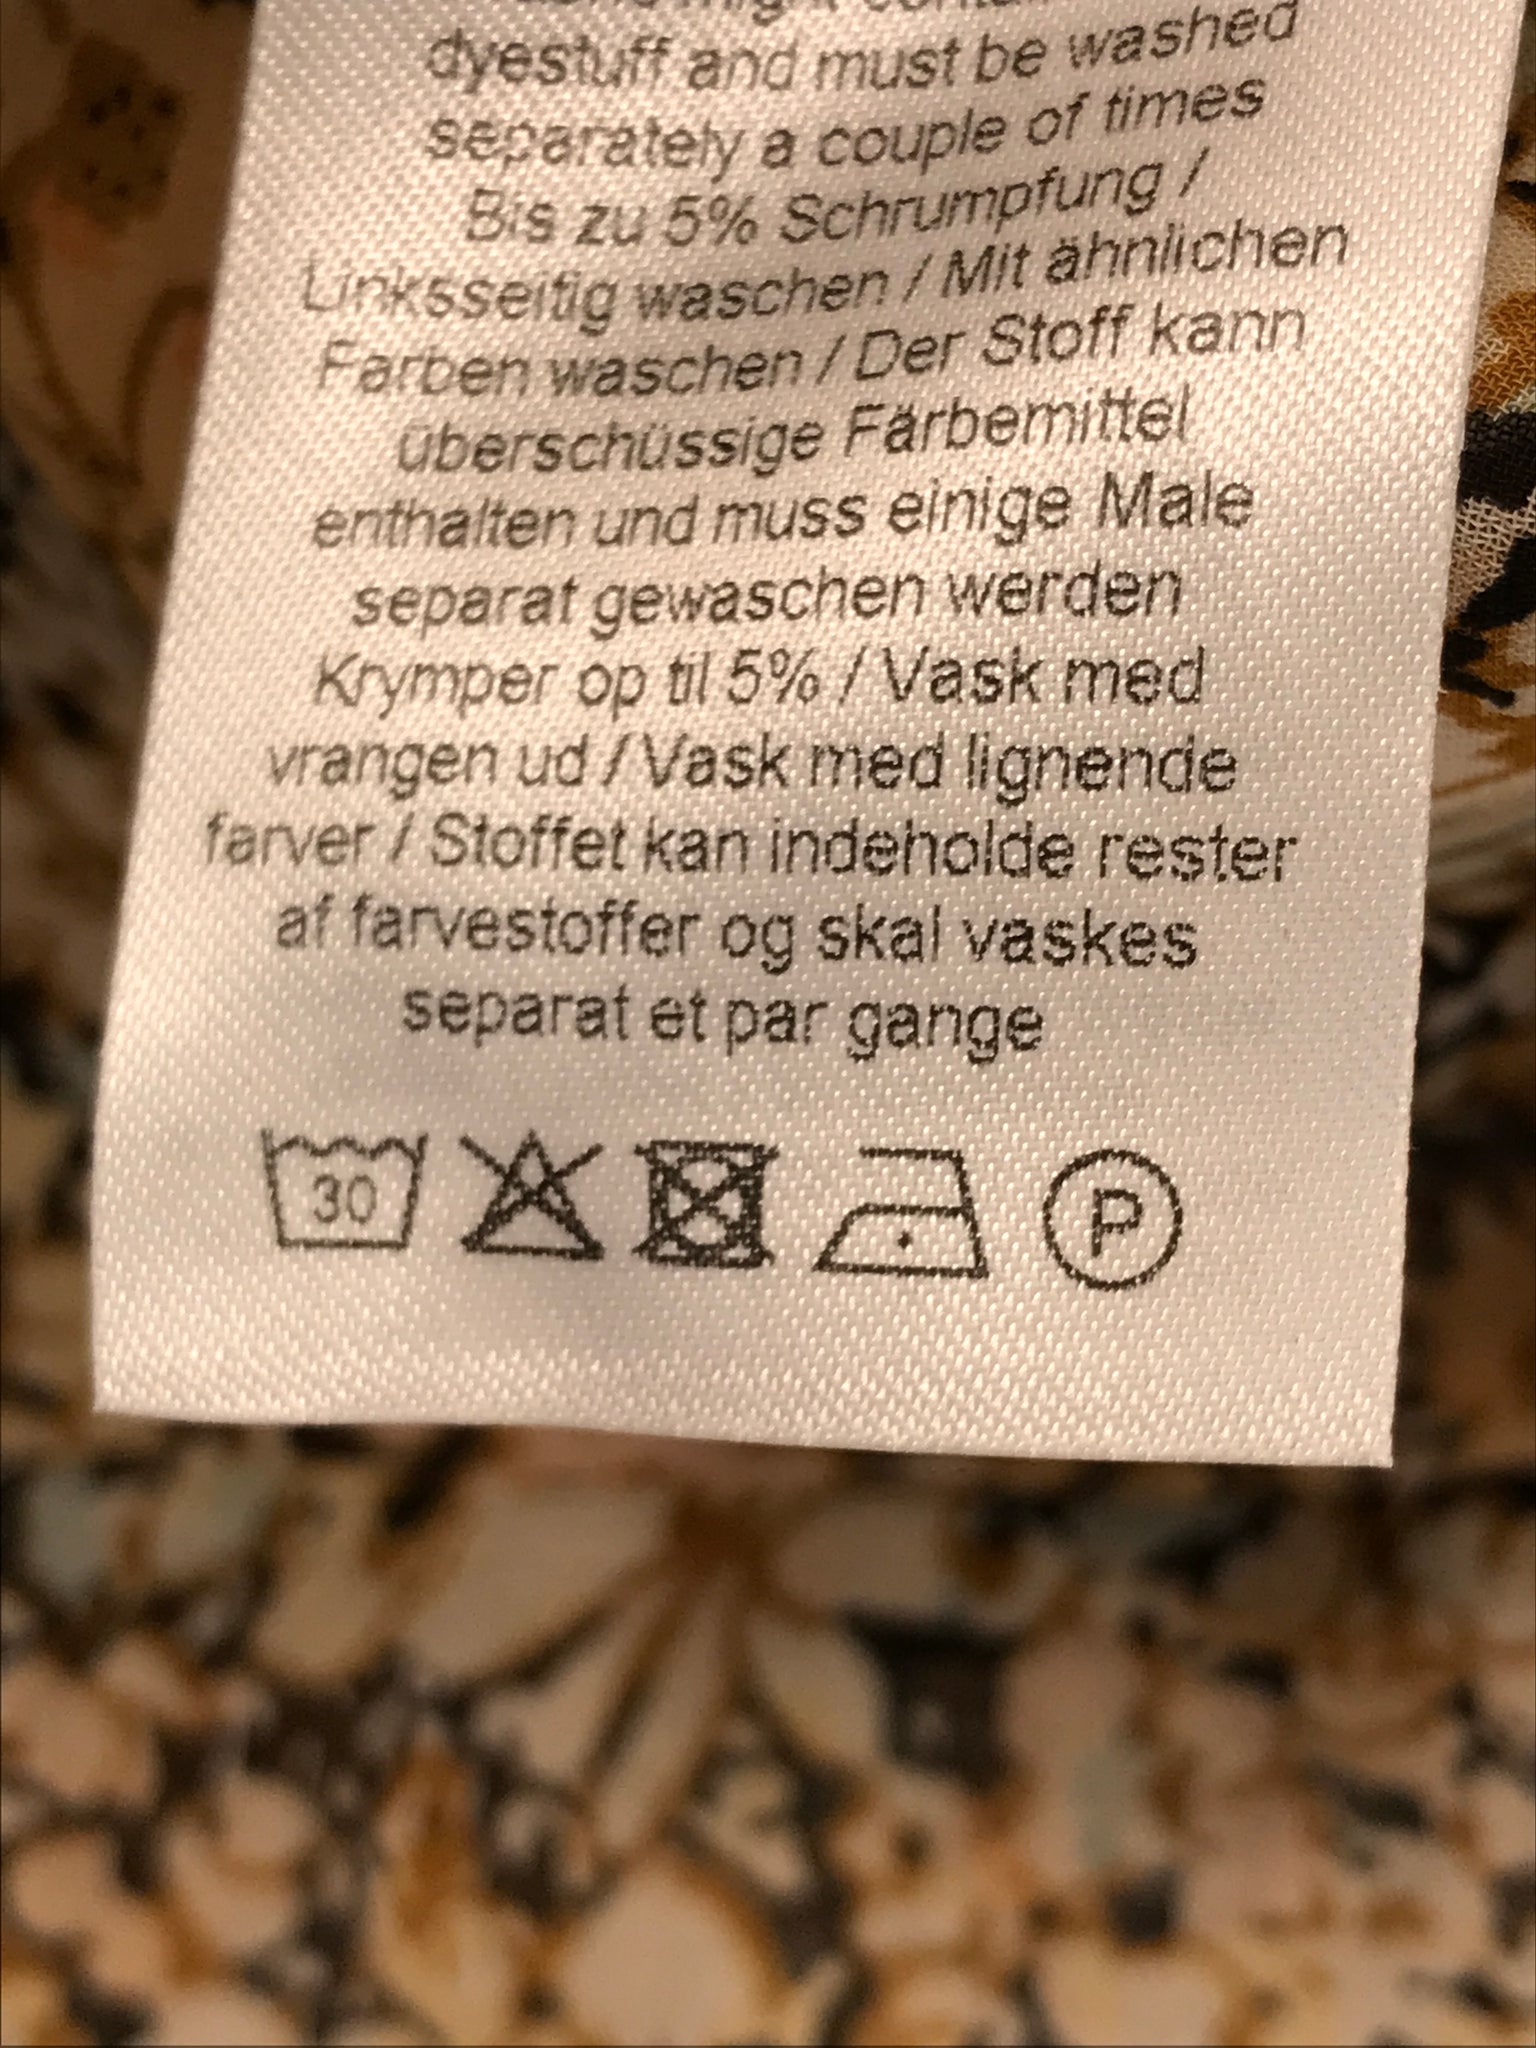 dyestuff and must be washed
separately a couple of times
Bis zu 5% Schrumpfung /
Linksseitig waschen / Mit ähnlichen
Farben waschen / Der Stoff kann
überschüssige Färbemittel
enthalten und muss einige Male
separat gewaschen werden
Krymper op til 5% / Vask med
vrangen ud / Vask med lignende
farver / Stoffet kan indeholde rester
af farvestoffer og skal vaskes
separat et par gange
30 P